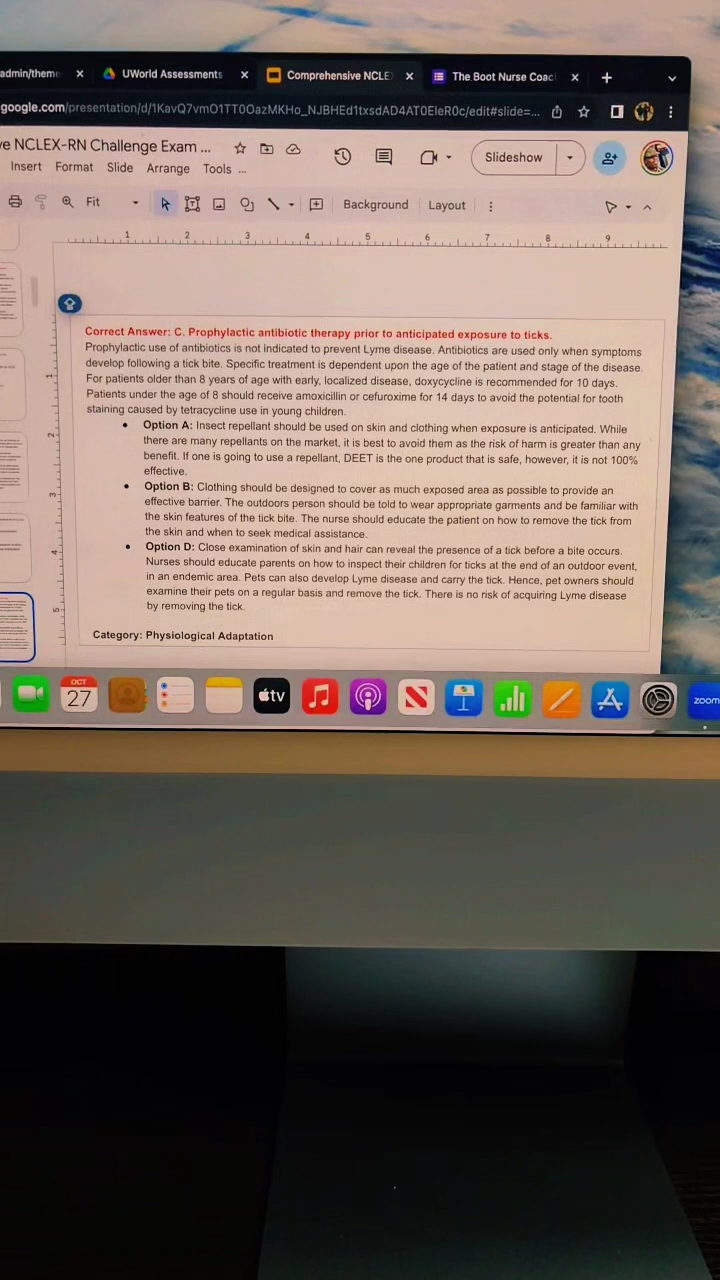 admin/theme
UWorld Assessments
Comprehensive NCLE
The Boot Nurse Coac
google.com/presentation/d/1KavQ7vmO1TT0OazMKHo_NJBHEd1txsdAD4AT0EleR0c/edit#slide=...
ve NCLEX-RN Challenge Exam ...
Insert Format Slide Arrange Tools ...
Slideshow
Fit
Background
Layout
1 2 3 4 5 6 7 8 9
Correct Answer: C. Prophylactic antibiotic therapy prior to anticipated exposure to ticks.
Prophylactic use of antibiotics is not indicated to prevent Lyme disease. Antibiotics are used only when symptoms
develop following a tick bite. Specific treatment is dependent upon the age of the patient and stage of the disease.
For patients older than 8 years of age with early, localized disease, doxycycline is recommended for 10 days.
Patients under the age of 8 should receive amoxicillin or cefuroxime for 14 days to avoid the potential for tooth
staining caused by tetracycline use in young children.
• Option A: Insect repellant should be used on skin and clothing when exposure is anticipated. While
there are many repellants on the market, it is best to avoid them as the risk of harm is greater than any
benefit. If one is going to use a repellant, DEET is the one product that is safe, however, it is not 100%
effective.
• Option B: Clothing should be designed to cover as much exposed area as possible to provide an
effective barrier. The outdoors person should be told to wear appropriate garments and be familiar with
the skin features of the tick bite. The nurse should educate the patient on how to remove the tick from
the skin and when to seek medical assistance.
• Option D: Close examination of skin and hair can reveal the presence of a tick before a bite occurs.
Nurses should educate parents on how to inspect their children for ticks at the end of an outdoor event,
in an endemic area. Pets can also develop Lyme disease and carry the tick. Hence, pet owners should
examine their pets on a regular basis and remove the tick. There is no risk of acquiring Lyme disease
by removing the tick.
Category: Physiological Adaptation
1
2
3
4
5
OCT
27
tv
zoom